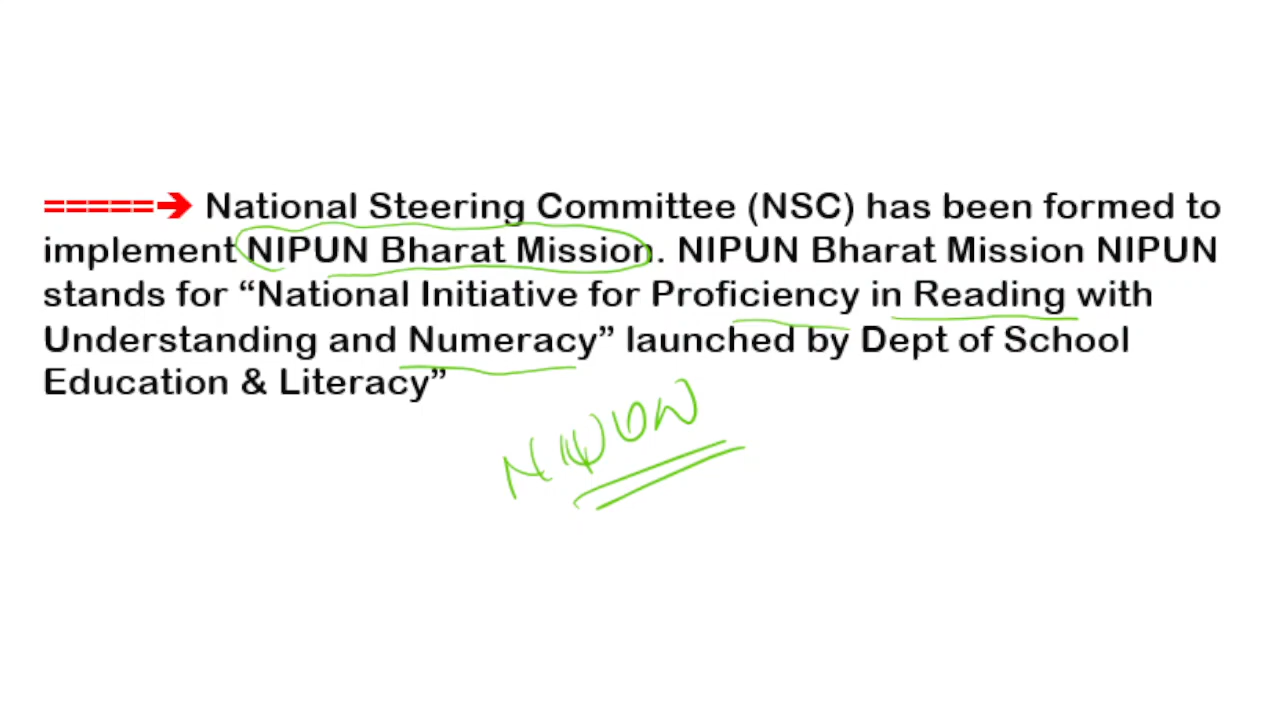 =====➔ National Steering Committee (NSC) has been formed to
implement NIPUN Bharat Mission. NIPUN Bharat Mission NIPUN
stands for “National Initiative for Proficiency in Reading with
Understanding and Numeracy” launched by Dept of School
Education & Literacy”
NIPUN